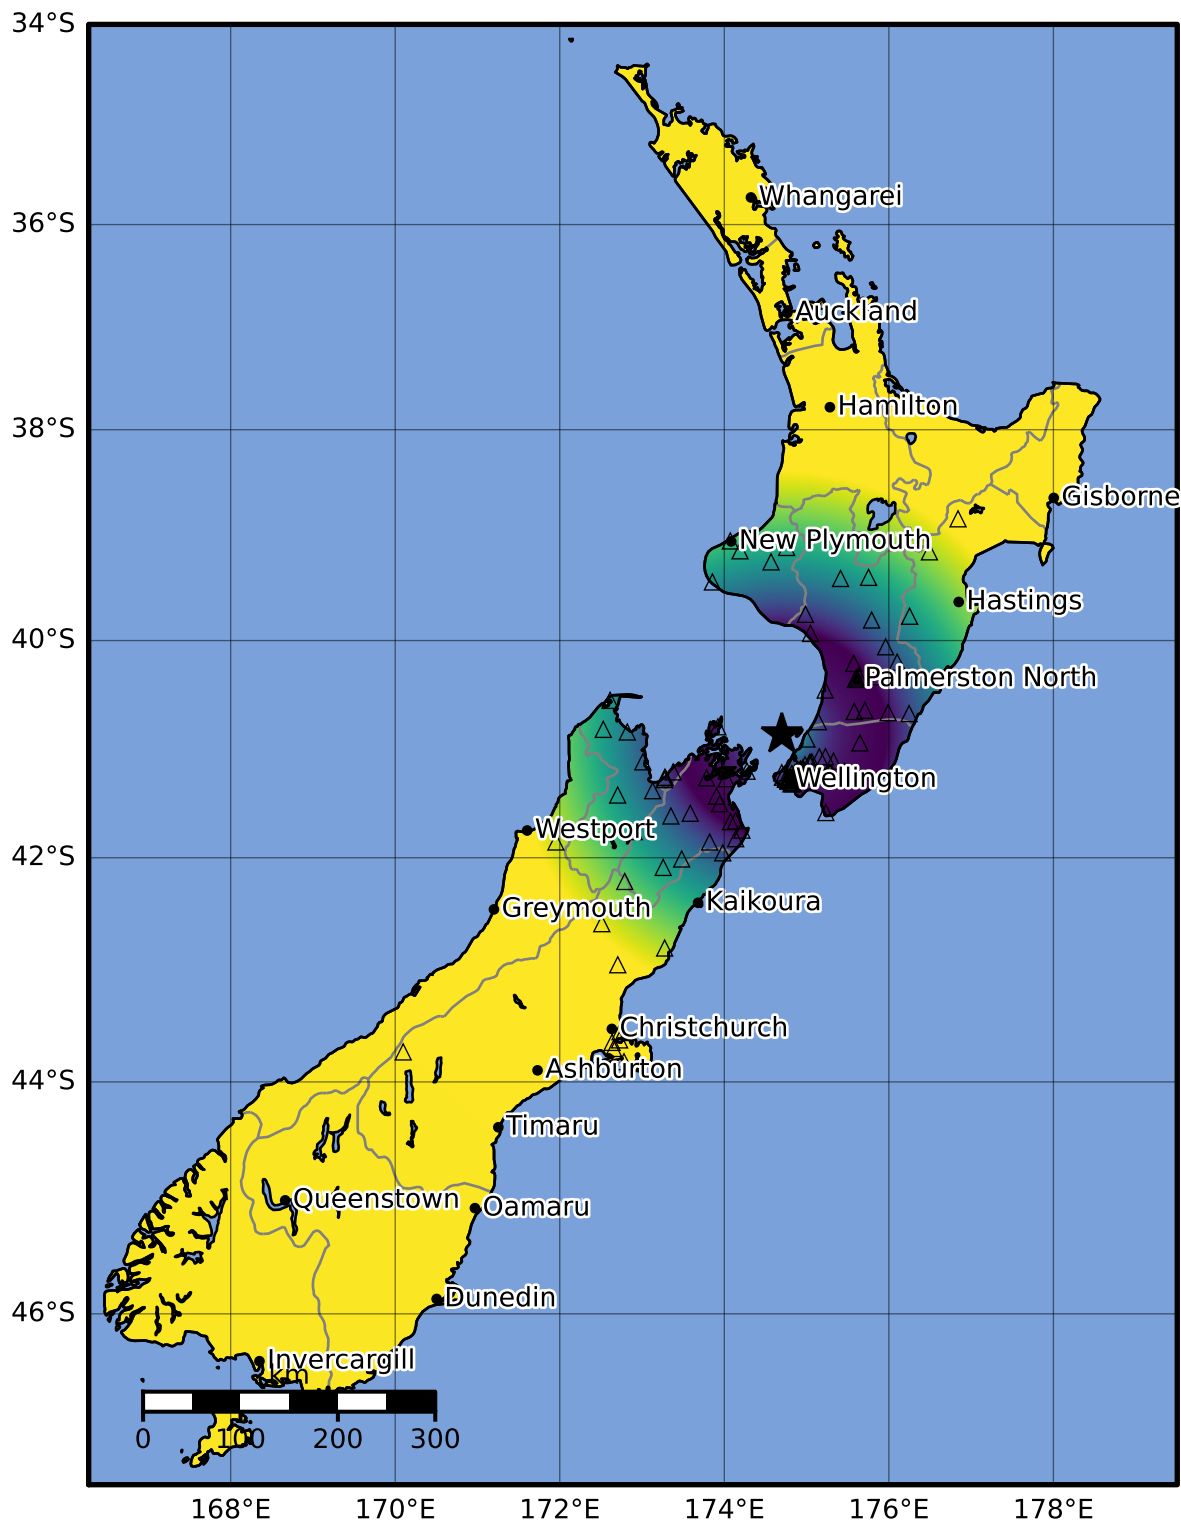 34°S
Whangarei
36°S
Auckland
Hamilton
38°S
Gisborne
New Plymouth
Hastings
40°S
Palmerston North
Wellington
Westport
42°S
Kaikoura
Greymouth
Christchurch
Ashburton
44°S
Timaru
Queenstown
Oamaru
Dunedin
46°S
Invercargill
km
0 100 200 300
168°E 170°E 172°E 174°E 176°E 178°E